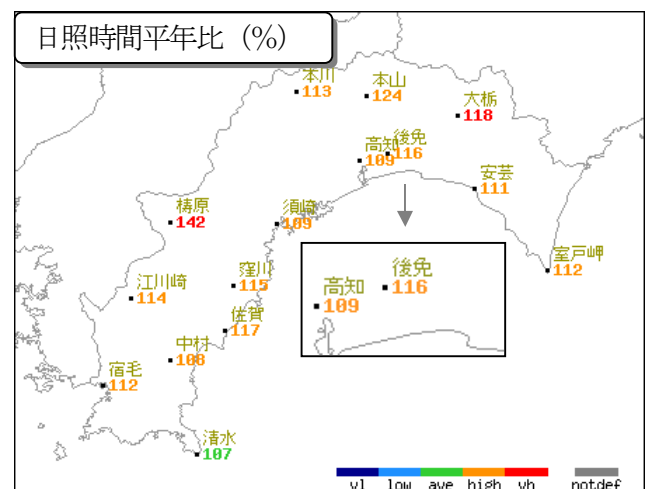 日照時間平年比（%）
本川
113
本山
124
大栃
118
高知
109
後免
116
安芸
111
梼原
142
須崎
109
室戸岬
112
江川崎
114
窪川
115
佐賀
117
中村
108
宿毛
112
清水
107
高知
109
後免
116
vl low ave high vh notdef